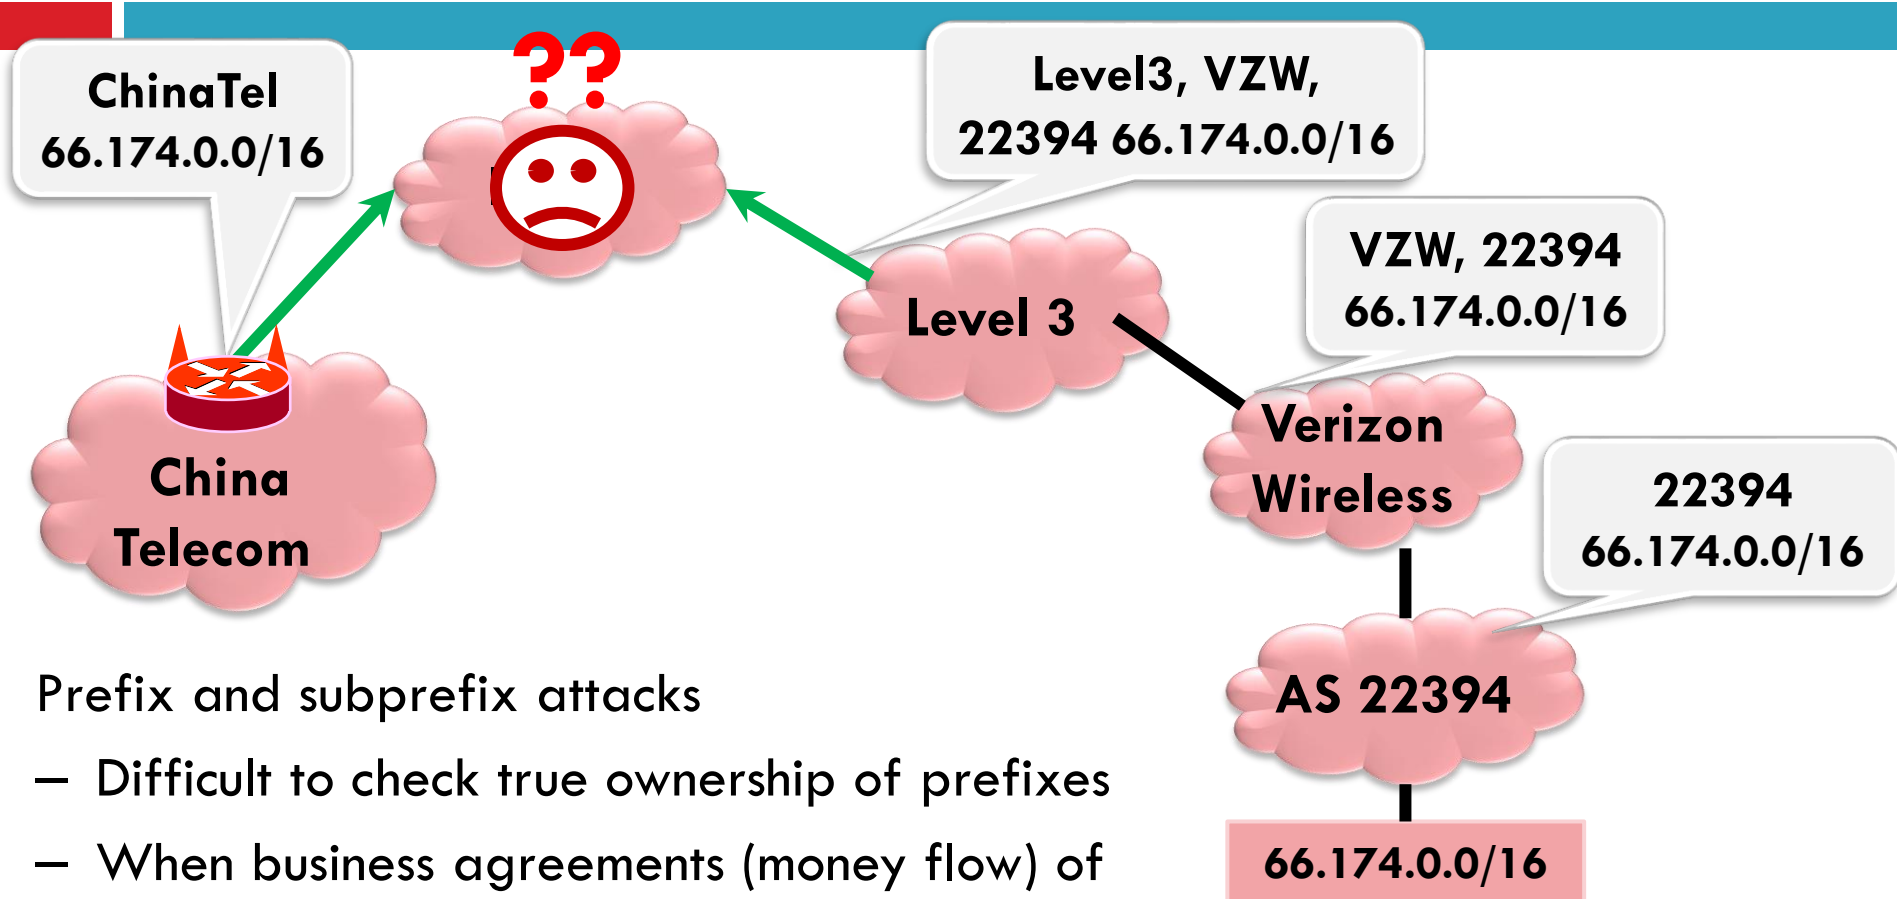 ChinaTel
66.174.0.0/16
??
Level3, VZW,
22394 66.174.0.0/16
VZW, 22394
66.174.0.0/16
Level 3
Verizon
Wireless
22394
66.174.0.0/16
China
Telecom
AS 22394
66.174.0.0/16
Prefix and subprefix attacks
– Difficult to check true ownership of prefixes
– When business agreements (money flow) of